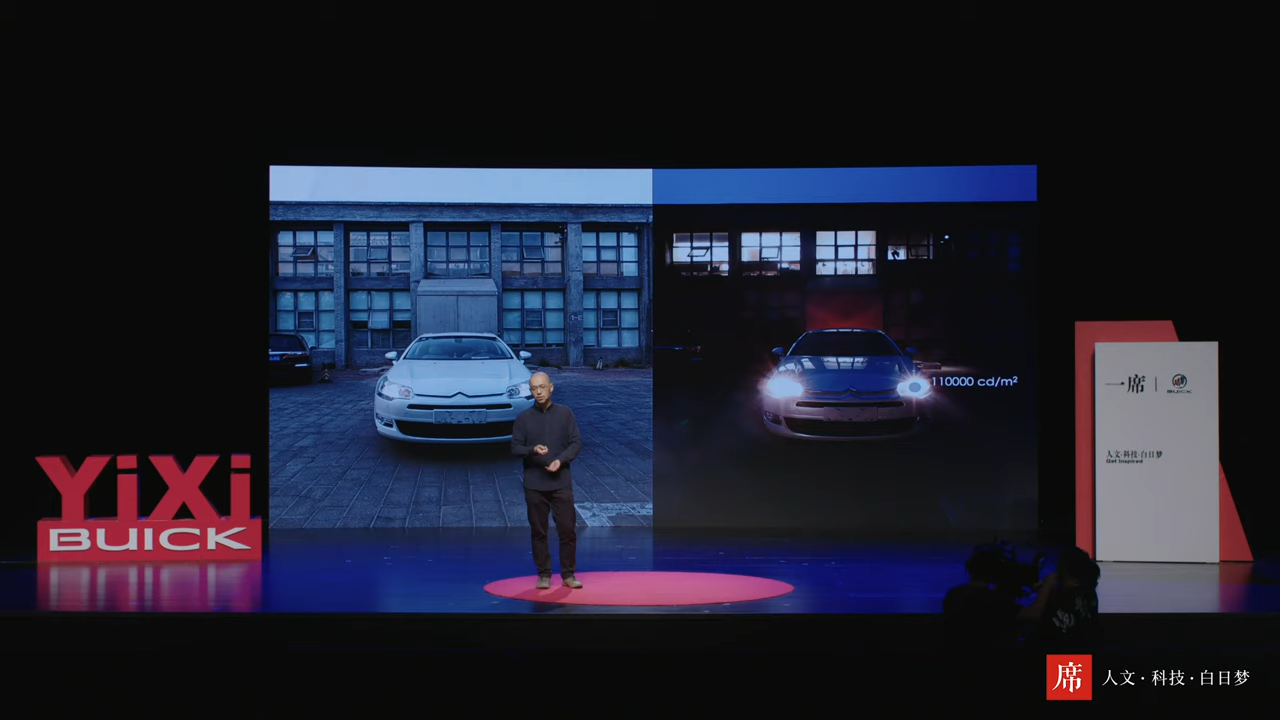 110000 cd/m²
一席
BUICK
人文·科技·白日梦
Get Inspired
YiXi
BUICK
席 人文·科技·白日梦